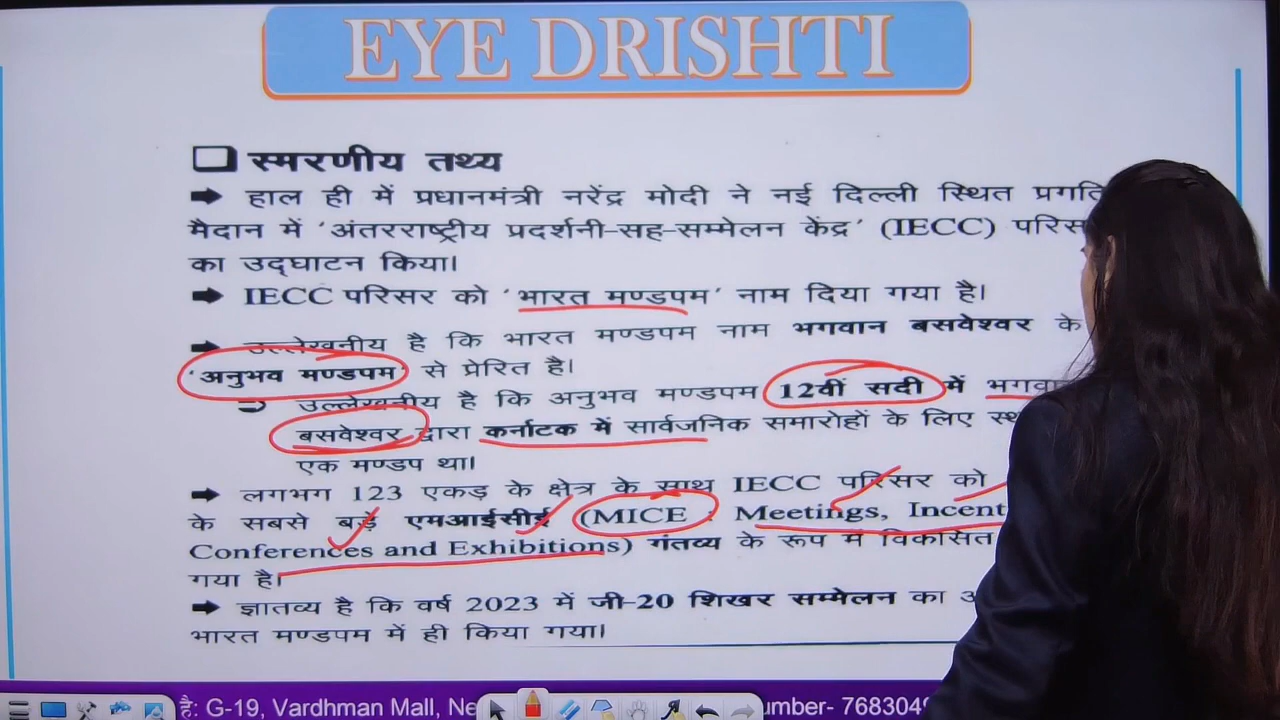 EYE DRISHTI
❑ स्मरणीय तथ्य
➡ हाल ही में प्रधानमंत्री नरेंद्र मोदी ने नई दिल्ली स्थित प्रगति
मैदान में 'अंतरराष्ट्रीय प्रदर्शनी-सह-सम्मेलन केंद्र' (IECC)
का उद्घाटन किया।
➡ IECC परिसर को 'भारत मण्डपम' नाम दिया गया है।
➡ उल्लेखनीय है कि भारत मण्डपम नाम भगवान बसवेश्वर के
'अनुभव मण्डपम' से प्रेरित है।
➲ उल्लेखनीय है कि अनुभव मण्डपम 12वीं सदी में
बसवेश्वर द्वारा कर्नाटक में सार्वजनिक समारोहों के लिए
एक मण्डप था।
➡ लगभग 123 एकड़ के क्षेत्र के साथ IECC परिसर को
के सबसे बड़े एमआईसीई (MICE : Meetings,
Conferences and Exhibitions) गंतव्य के रूप में विकसित
गया है।
➡ ज्ञातव्य है कि वर्ष 2023 में जी-20 शिखर सम्मेलन का
भारत मण्डपम में ही किया गया।
है: G-19, Vardhman Mall,